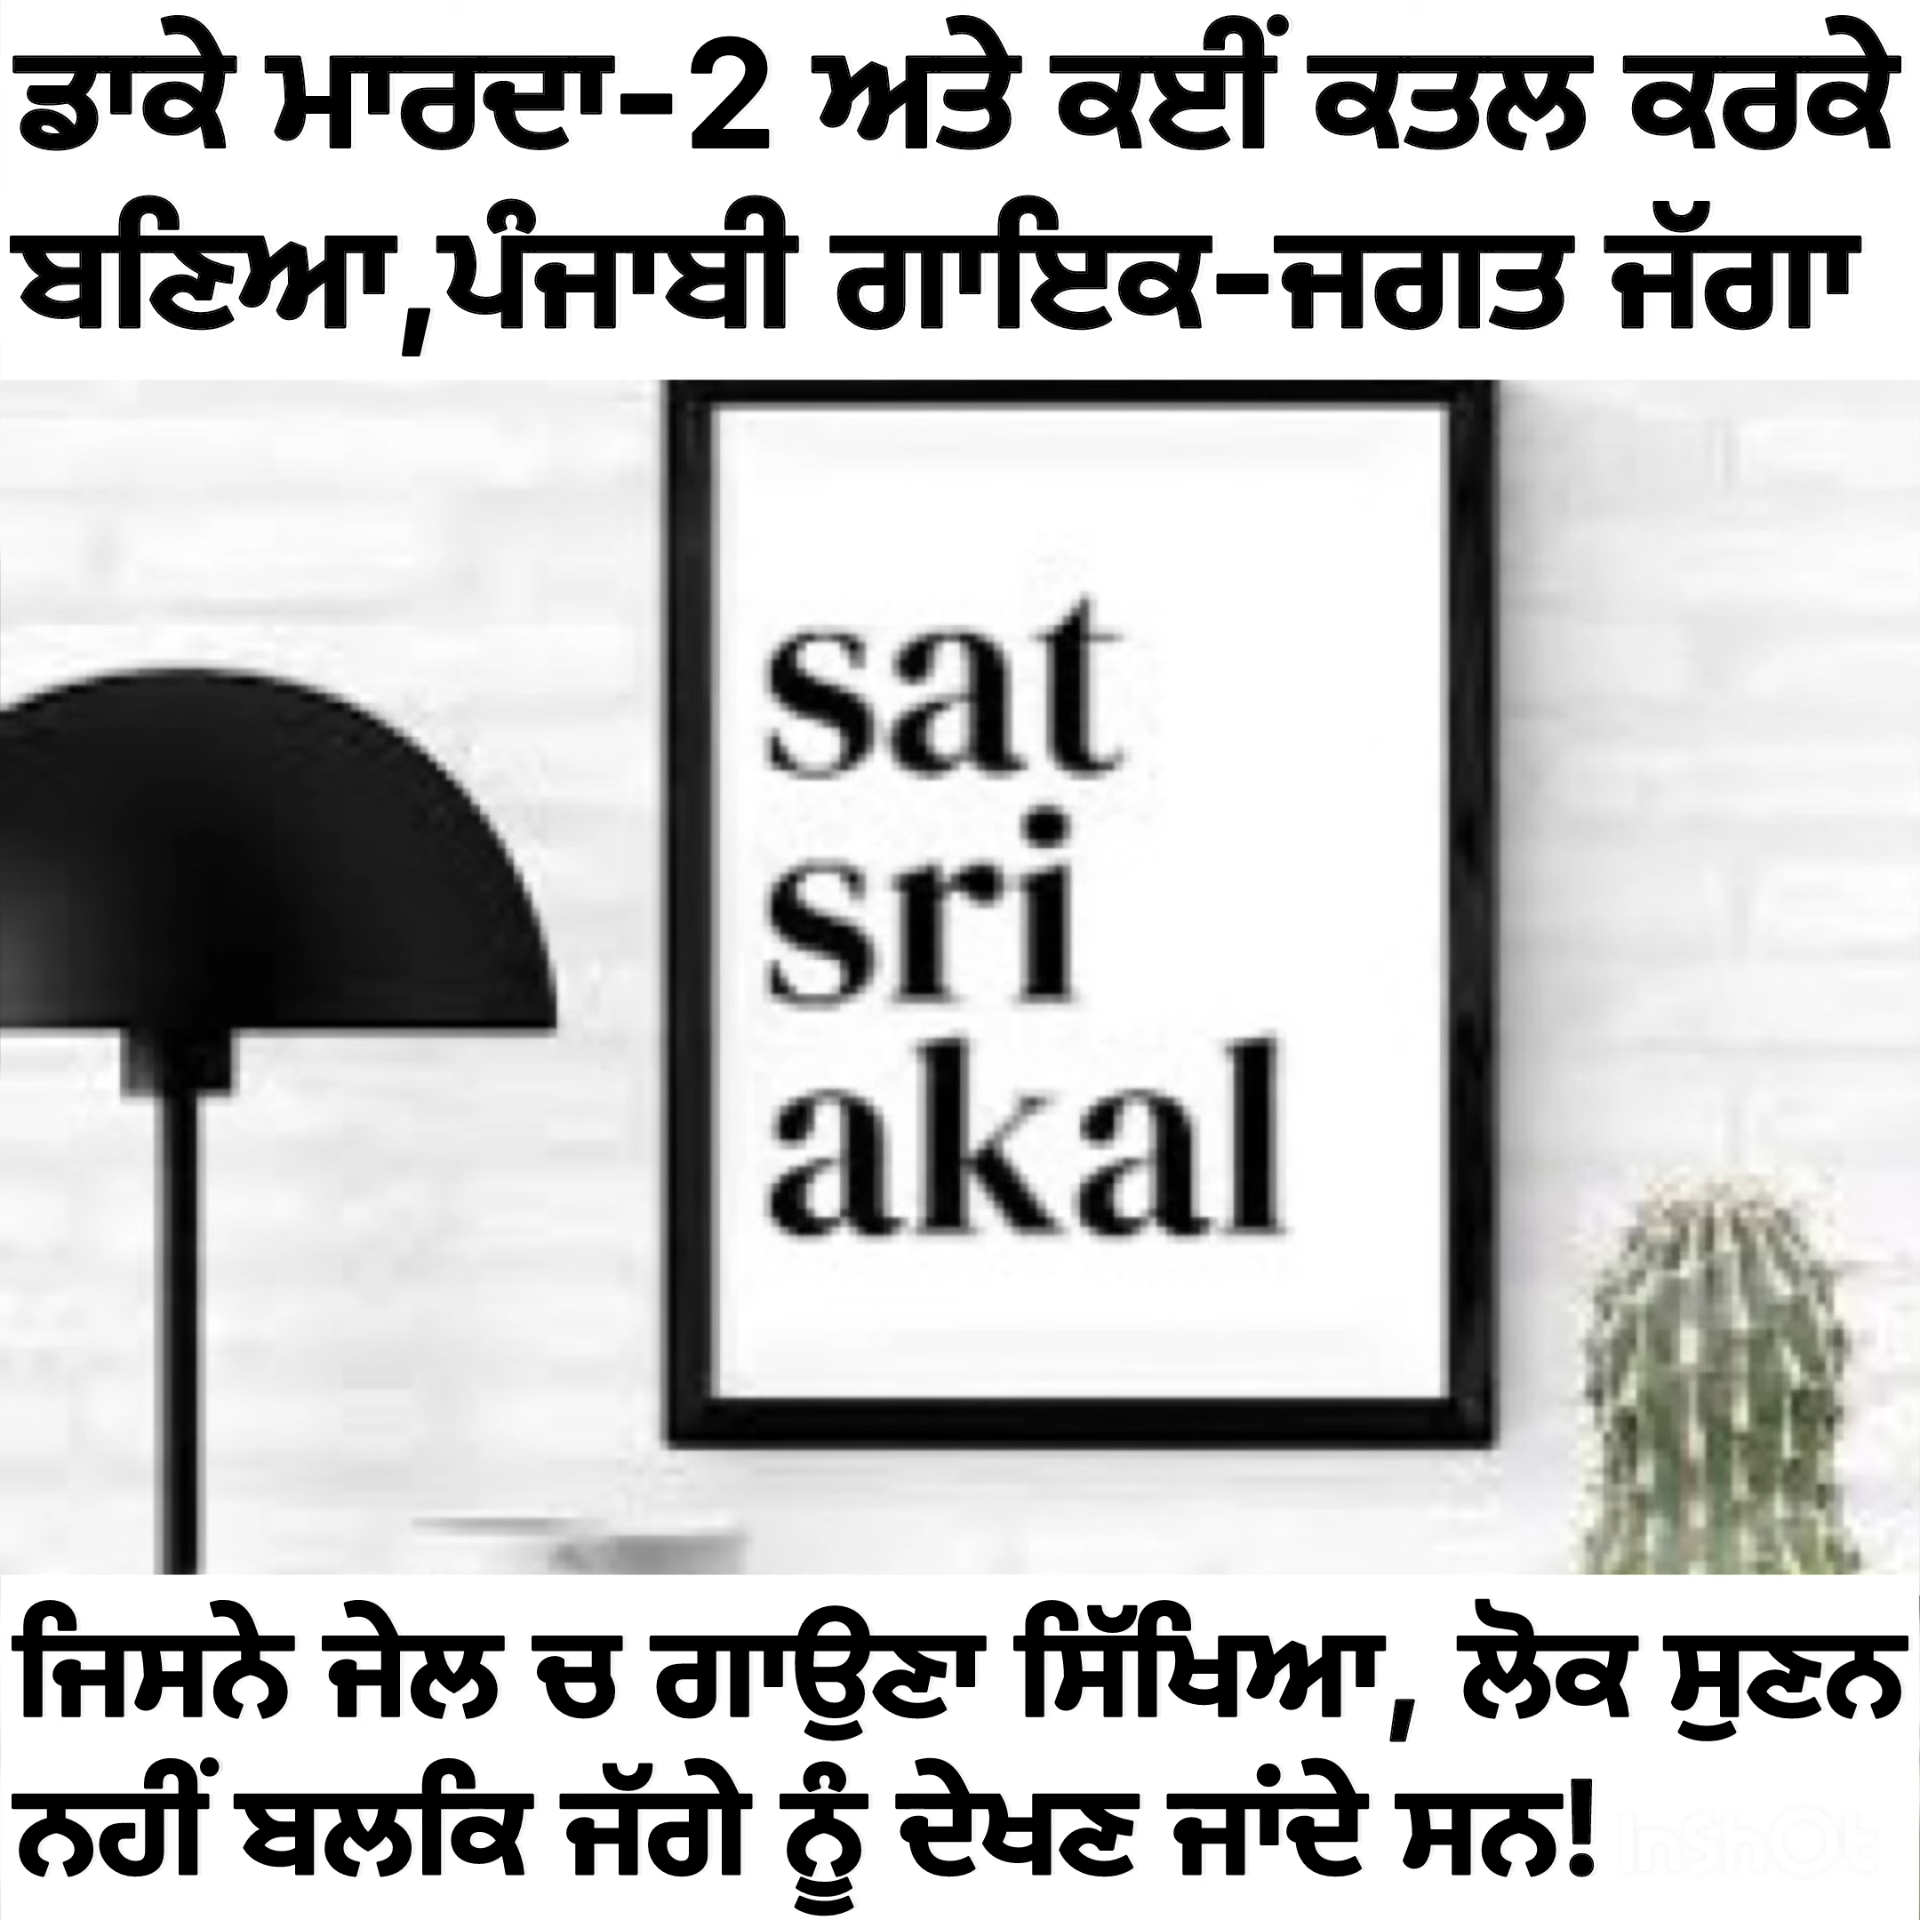 ਡਾਕੇ ਮਾਰਦਾ-2 ਅਤੇ ਕਈਂ ਕਤਲ ਕਰਕੇ
ਬਣਿਆ,ਪੰਜਾਬੀ ਗਾਇਕ-ਜਗਤ ਜੱਗਾ
sat
sri
akal
ਜਿਸਨੇ ਜੇਲ ਚ ਗਾਉਣਾ ਸਿੱਖਿਆ, ਲੋਕ ਸੁਣਨ
ਨਹੀਂ ਬਲਕਿ ਜੱਗੇ ਨੂੰ ਦੇਖਣ ਜਾਂਦੇ ਸਨ!